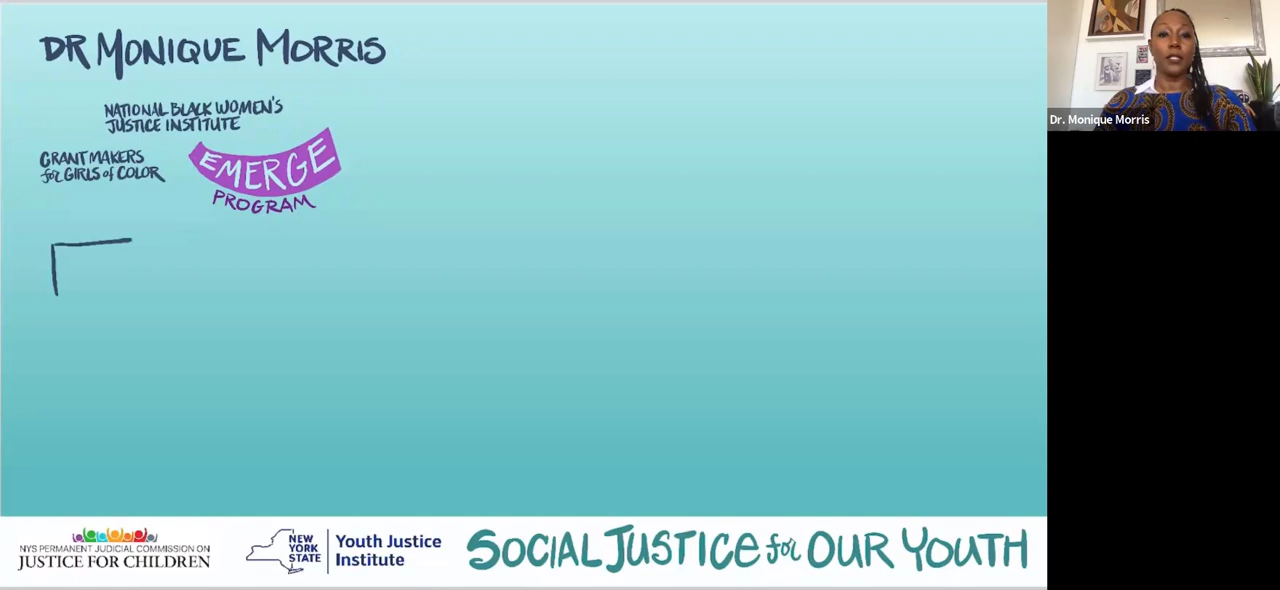 DR MONIQUE MORRIS
NATIONAL BLACK WOMEN'S
JUSTICE INSTITUTE
GRANT MAKERS
for GIRLS of COLOR
EMERGE
PROGRAM
Dr. Monique Morris
NYS PERMANENT JUDICIAL COMMISSION ON
JUSTICE FOR CHILDREN
NEW
YORK
STATE
Youth Justice
Institute
SOCIAL JUSTICE for OUR YOUTH